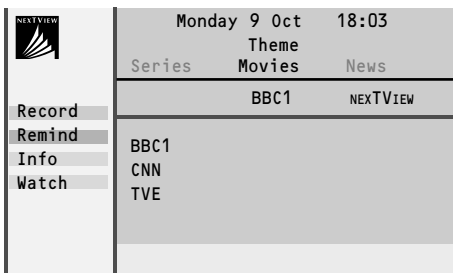 NEXTVIEW
Monday 9 Oct 18:03
Theme
Series Movies News
BBC1 NEXTVIEW
Record
Remind
Info
Watch
BBC1
CNN
TVE